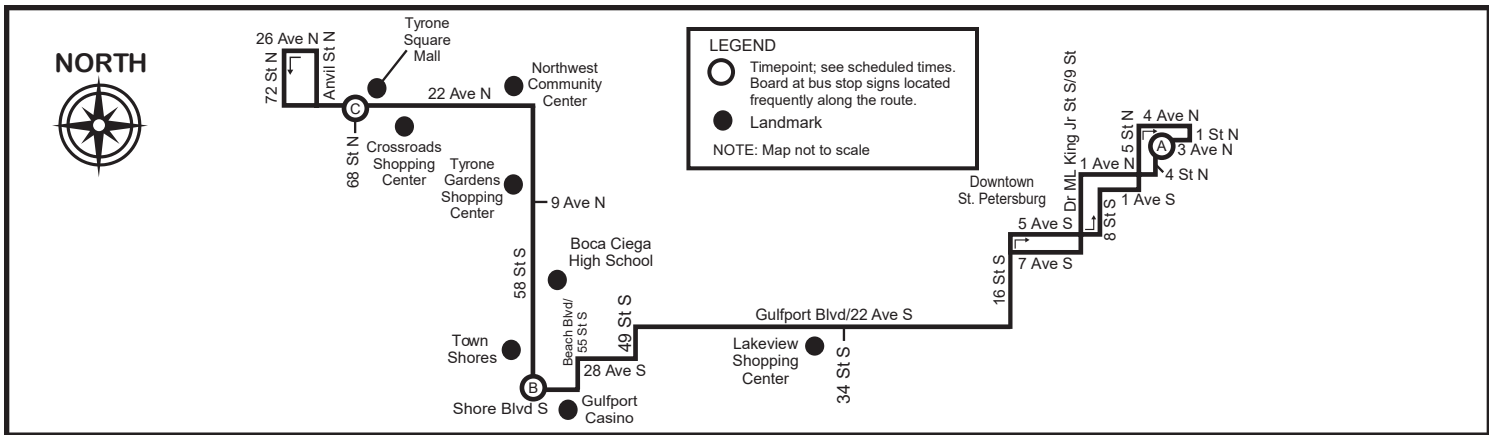 NORTH
26 Ave N
72 St N
Anvil St N
Tyrone
Square
Mall
C
22 Ave N
Northwest
Community
Center
68 St N
Crossroads
Shopping
Center
Tyrone
Gardens
Shopping
Center
9 Ave N
58 St S
Boca Ciega
High School
Town
Shores
B
Shore Blvd S
Gulfport
Casino
Beach Blvd/
55 St S
28 Ave S
49 St S
Gulfport Blvd/22 Ave S
Lakeview
Shopping
Center
34 St S
LEGEND
Timepoint; see scheduled times.
Board at bus stop signs located
frequently along the route.
Landmark
NOTE: Map not to scale
16 St S
Downtown
St. Petersburg
5 Ave S
7 Ave S
Dr ML King Jr St S/9 St
8 St S
1 Ave N
1 Ave S
5 St N
4 Ave N
1 St N
A
3 Ave N
4 St N